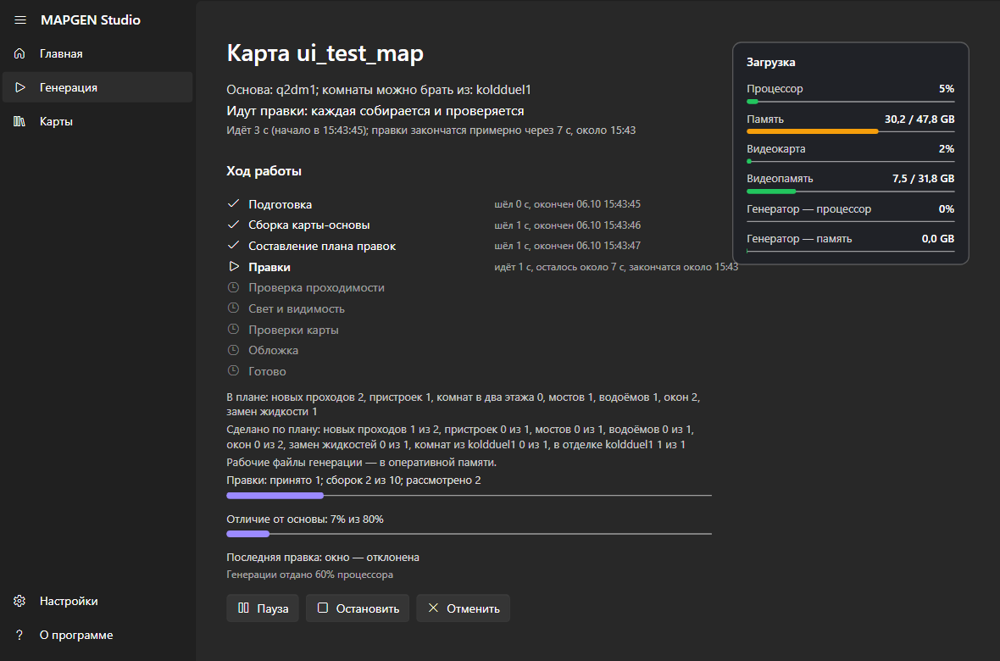 MAPGEN Studio
Главная
Генерация
Карты
Настройки
? О программе
Карта ui_test_map
Основа: q2dm1; комнаты можно брать из: koldduel1
Идут правки: каждая собирается и проверяется
Идёт 3 с (начало в 15:43:45); правки закончатся примерно через 7 с, около 15:43
Ход работы
Подготовка шёл 0 с, окончен 06.10 15:43:45
Сборка карты-основы шёл 1 с, окончен 06.10 15:43:46
Составление плана правок шёл 1 с, окончен 06.10 15:43:47
Правки идёт 1 с, осталось около 7 с, закончатся около 15:43
Проверка проходимости
Свет и видимость
Проверки карты
Обложка
Готово
В плане: новых проходов 2, пристроек 1, комнат в два этажа 0, мостов 1, водоёмов 1, окон 2,
замен жидкости 1
Сделано по плану: новых проходов 1 из 2, пристроек 0 из 1, мостов 0 из 1, водоёмов 0 из 1,
окон 0 из 2, замен жидкостей 0 из 1, комнат из koldduel1 0 из 1, в отделке koldduel1 1 из 1
Рабочие файлы генерации — в оперативной памяти.
Правки: принято 1; сборок 2 из 10; рассмотрено 2
Отличие от основы: 7% из 80%
Последняя правка: окно — отклонена
Генерации отдано 60% процессора
Пауза Остановить Отменить
Загрузка
Процессор 5%
Память 30,2 / 47,8 GB
Видеокарта 2%
Видеопамять 7,5 / 31,8 GB
Генератор — процессор 0%
Генератор — память 0,0 GB